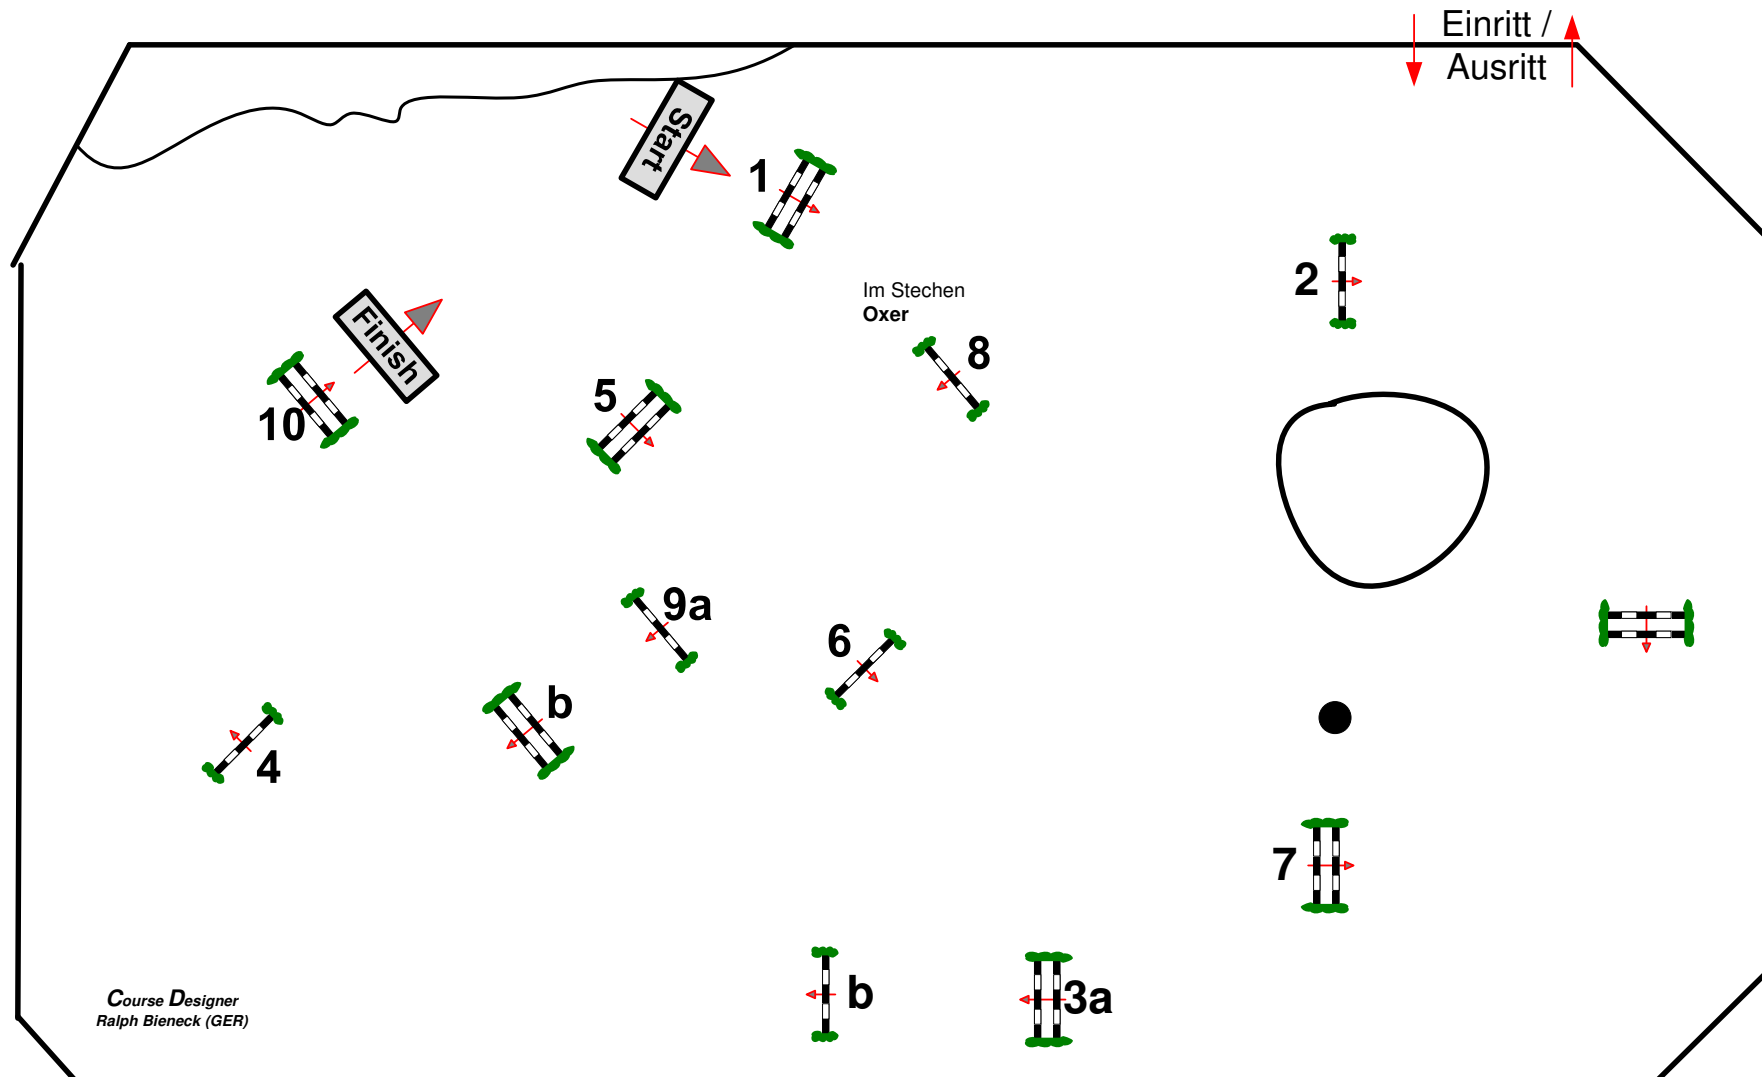 Einritt /
Ausritt
Start
1
2
Im Stechen
Oxer
8
Finish
10
5
9a
6
b
4
7
b
3a
Course Designer
Ralph Bieneck (GER)